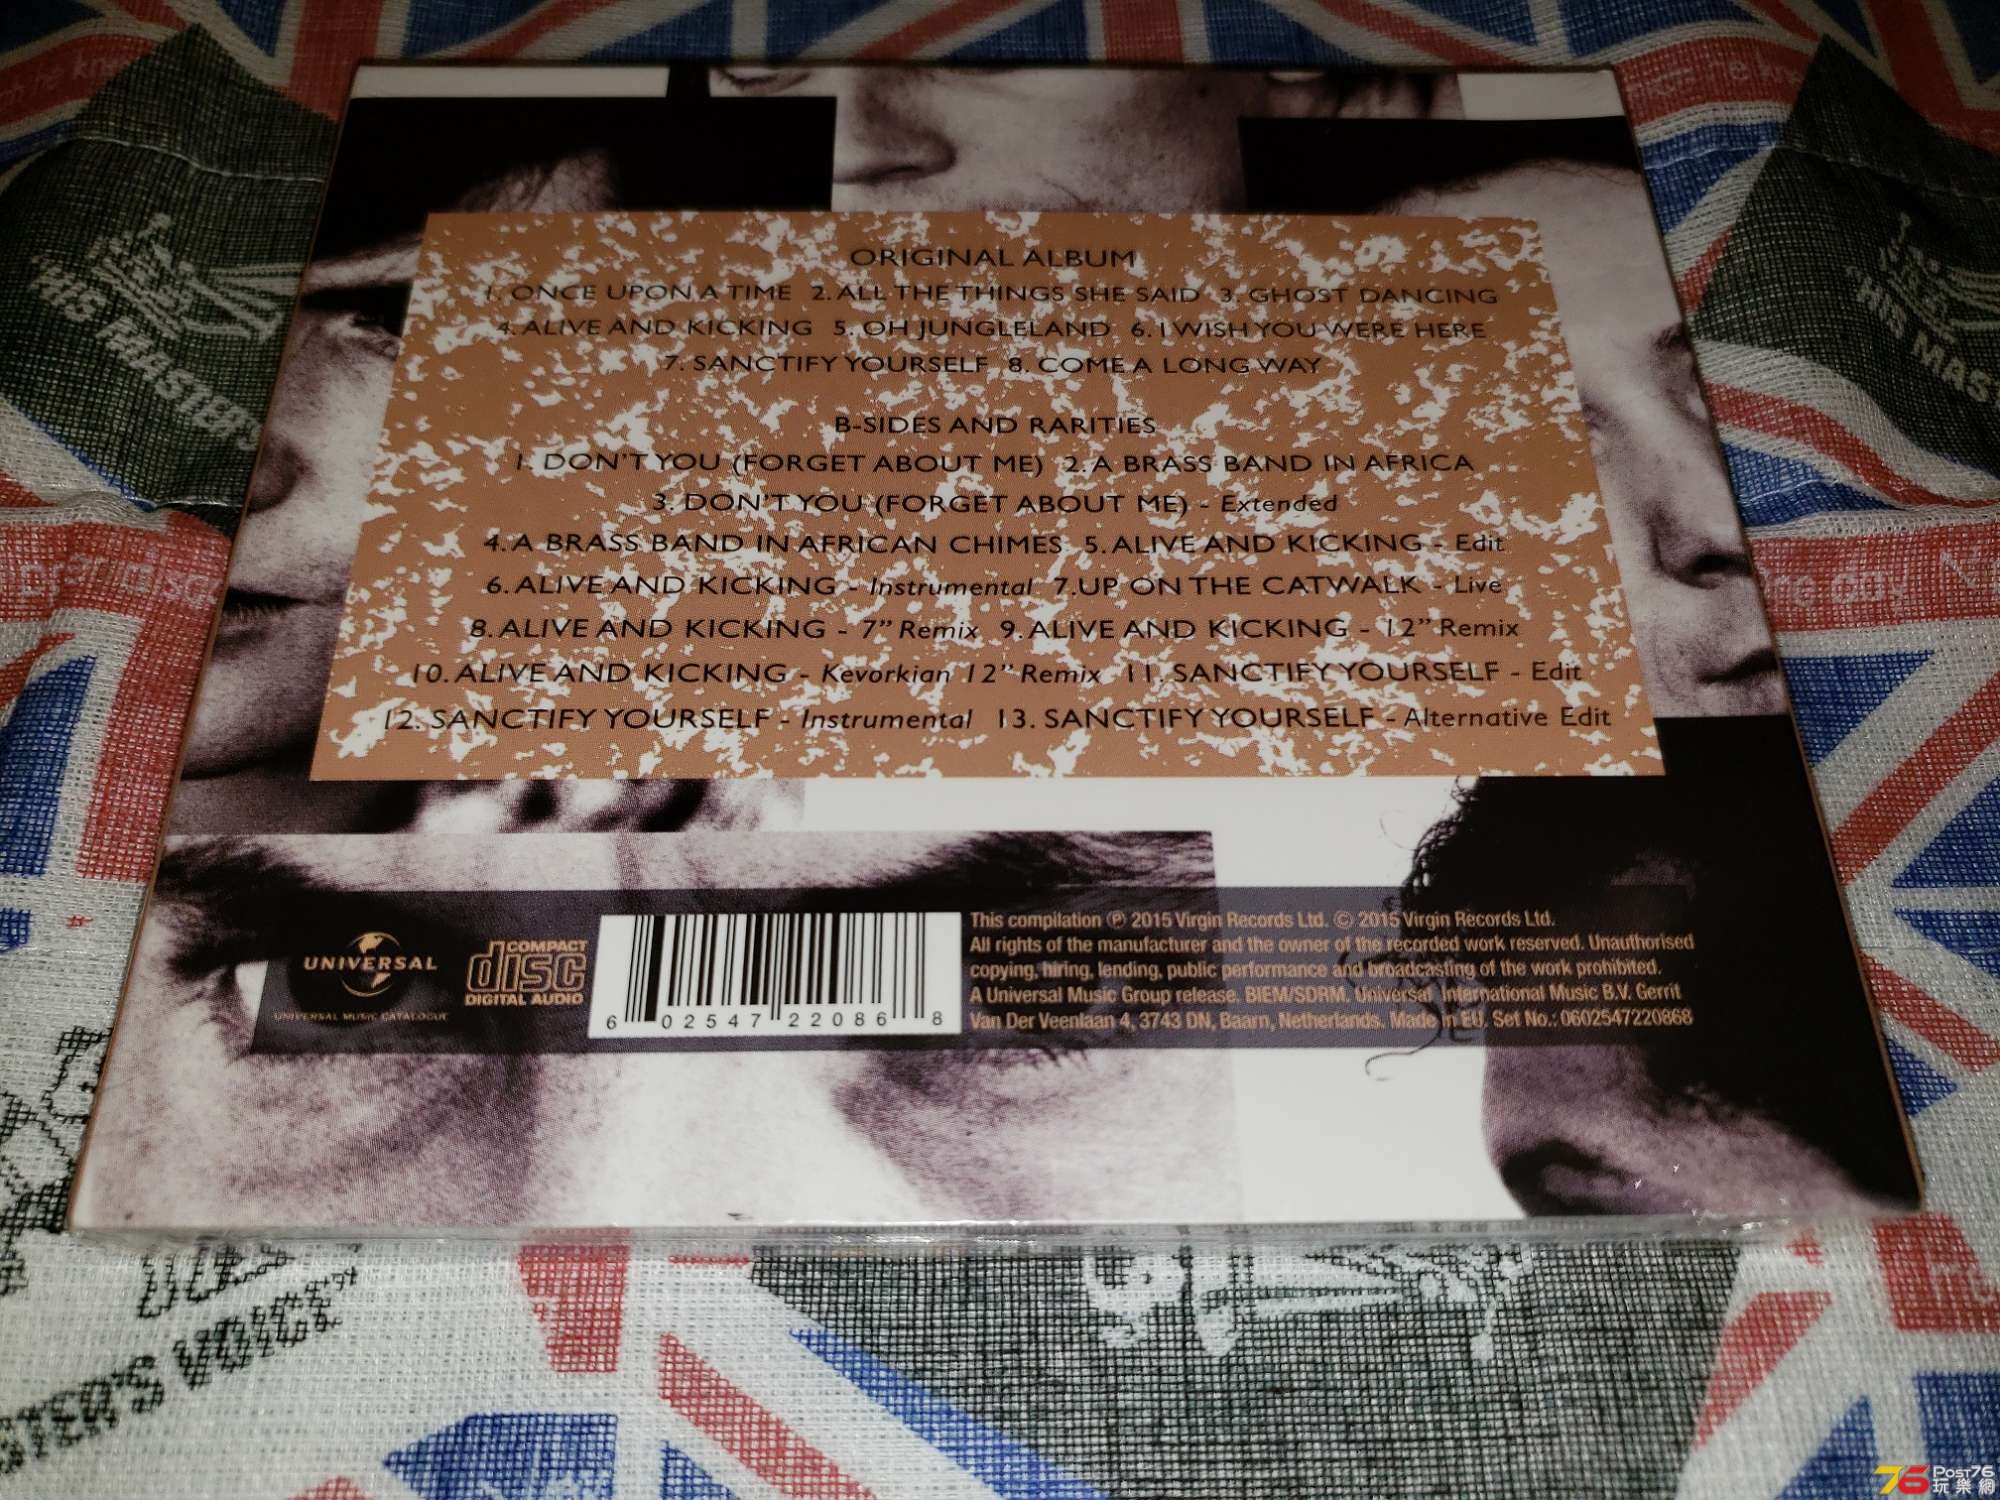 ORIGINAL ALBUM
1. ONCE UPON A TIME 2. ALL THE THINGS SHE SAID 3. GHOST DANCING
4. ALIVE AND KICKING 5. OH JUNGLELAND 6. I WISH YOU WERE HERE
7. SANCTIFY YOURSELF 8. COME A LONG WAY
B-SIDES AND RARITIES
1. DON'T YOU (FORGET ABOUT ME) 2. A BRASS BAND IN AFRICA
3. DON'T YOU (FORGET ABOUT ME) - Extended
4. A BRASS BAND IN AFRICAN CHIMES 5. ALIVE AND KICKING - Edit
6. ALIVE AND KICKING - Instrumental 7. UP ON THE CATWALK - Live
8. ALIVE AND KICKING - 7” Remix 9. ALIVE AND KICKING - 12” Remix
10. ALIVE AND KICKING - Kevorkian 12” Remix 11. SANCTIFY YOURSELF - Edit
12. SANCTIFY YOURSELF - Instrumental 13. SANCTIFY YOURSELF - Alternative Edit
UNIVERSAL
UNIVERSAL MUSIC CATALOGUE
COMPACT
disc
DIGITAL AUDIO
6 02547 22086 8
This compilation ℗ 2015 Virgin Records Ltd. © 2015 Virgin Records Ltd.
All rights of the manufacturer and the owner of the recorded work reserved. Unauthorised
copying, hiring, lending, public performance and broadcasting of the work prohibited.
A Universal Music Group release. BIEM/SDRM. Universal International Music B.V. Gerrit
Van Der Veenlaan 4, 3743 DN, Baarn, Netherlands. Made in EU. Set No.: 0602547220868
"HIS MASTER'S
"HIS MAS
STER'S VOICE"
76 Post76
玩樂網